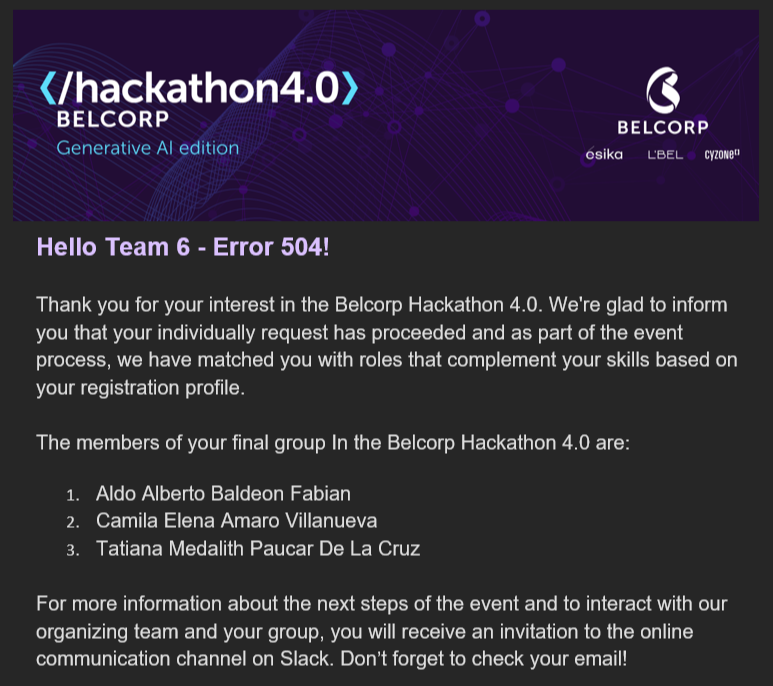 </hackathon4.0>
BELCORP
Generative AI edition
BELCORP
ésika L'BEL cyzone
Hello Team 6 - Error 504!
Thank you for your interest in the Belcorp Hackathon 4.0. We're glad to inform
you that your individually request has proceeded and as part of the event
process, we have matched you with roles that complement your skills based on
your registration profile.
The members of your final group In the Belcorp Hackathon 4.0 are:
1. Aldo Alberto Baldeon Fabian
2. Camila Elena Amaro Villanueva
3. Tatiana Medalith Paucar De La Cruz
For more information about the next steps of the event and to interact with our
organizing team and your group, you will receive an invitation to the online
communication channel on Slack. Don’t forget to check your email!